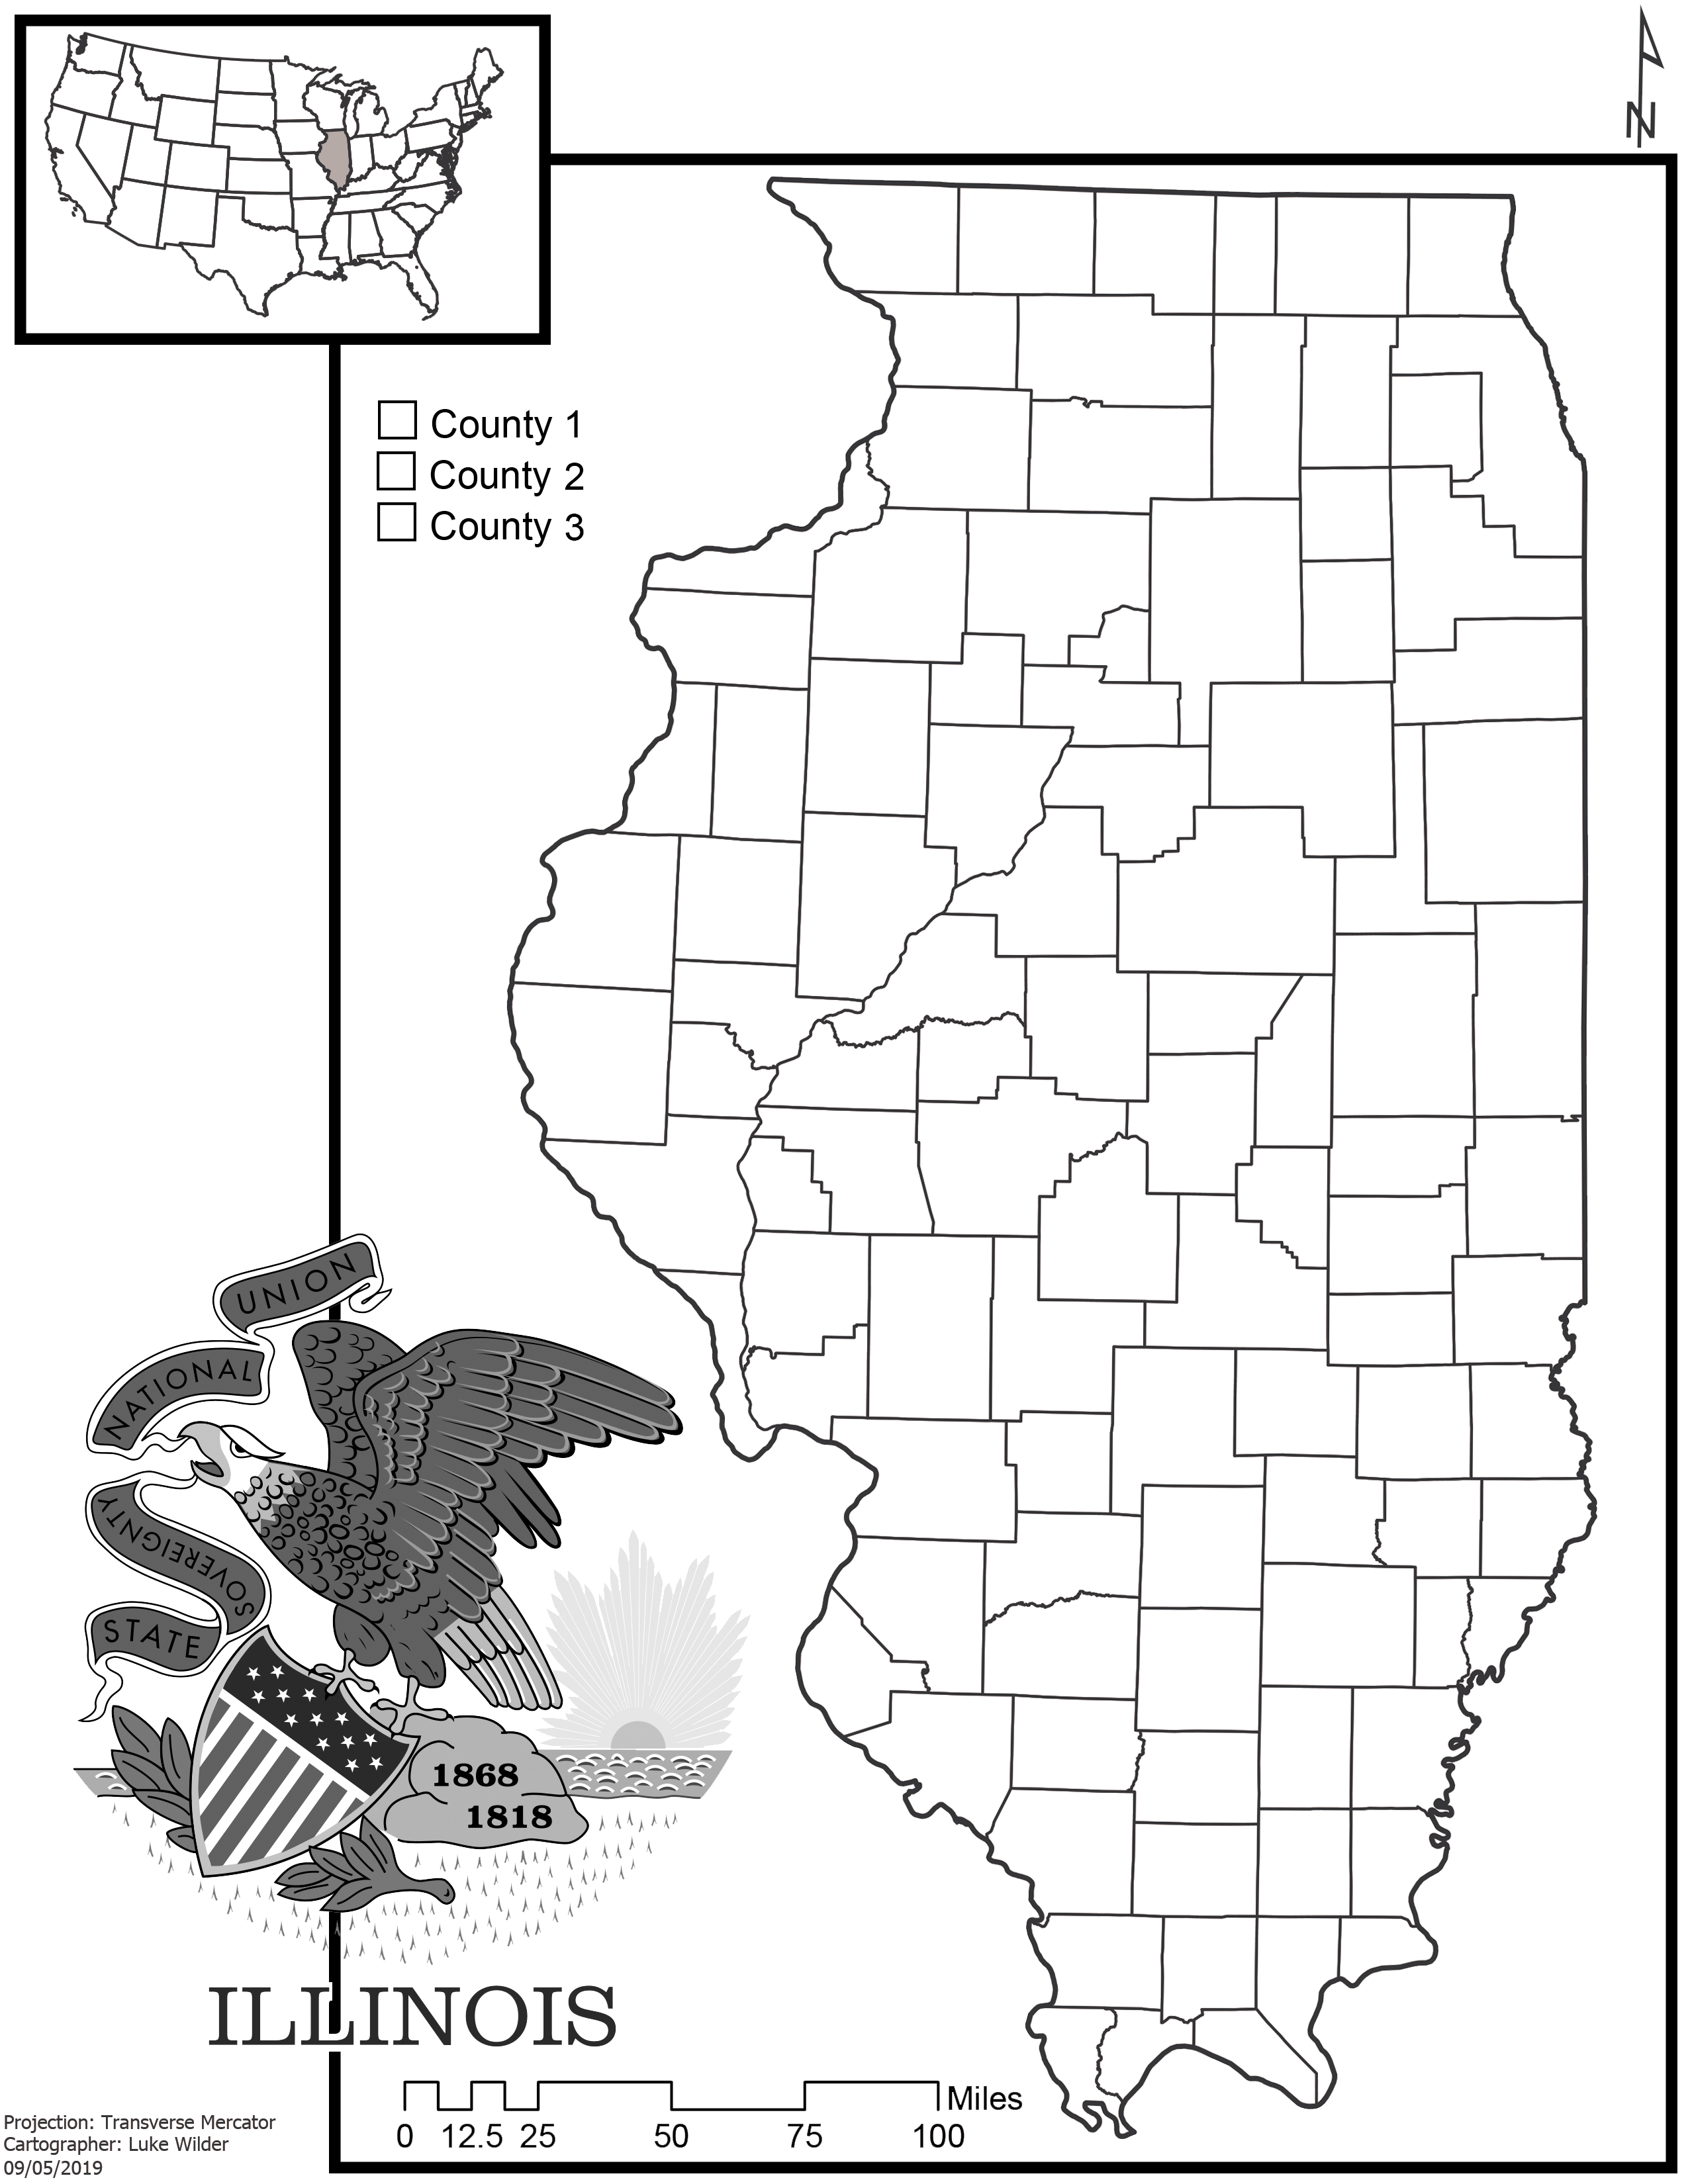 N
County 1
County 2
County 3
UNION
NATIONAL
SOVEREIGNTY
STATE
1868
1818
ILLINOIS
Miles
0 12.5 25 50 75 100
Projection: Transverse Mercator
Cartographer: Luke Wilder
09/05/2019